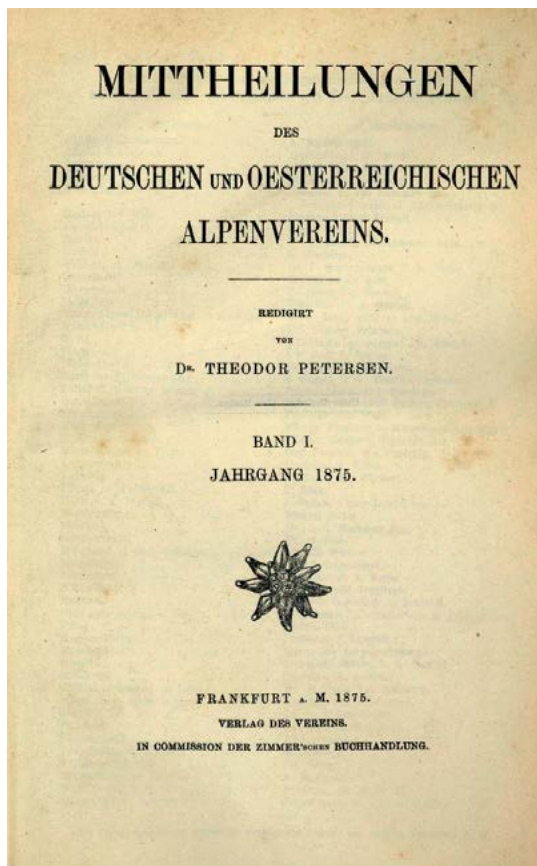 MITTHEILUNGEN
DES
DEUTSCHEN UND OESTERREICHISCHEN
ALPENVEREINS.
REDIGIRT
VON
DR. THEODOR PETERSEN.
BAND I.
JAHRGANG 1875.
FRANKFURT A. M. 1875.
VERLAG DES VEREINS.
IN COMMISSION DER ZIMMER'SCHEN BUCHHANDLUNG.